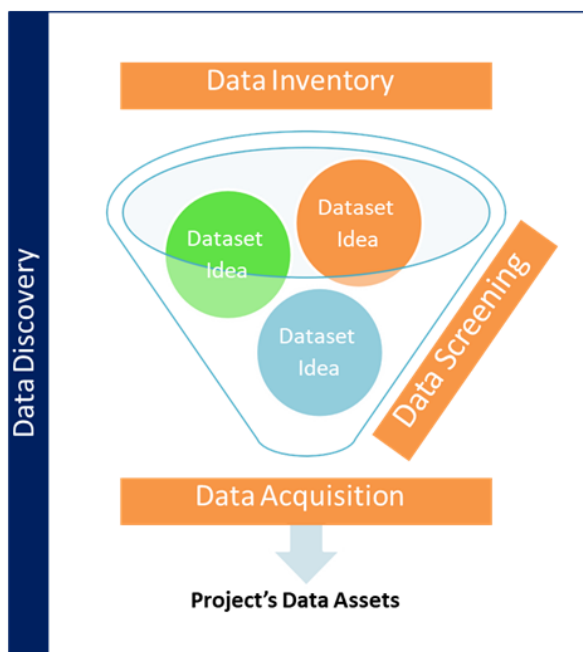 Data Discovery
Data Inventory
Dataset
Idea
Dataset
Idea
Dataset
Idea
Data Screening
Data Acquisition
Project’s Data Assets